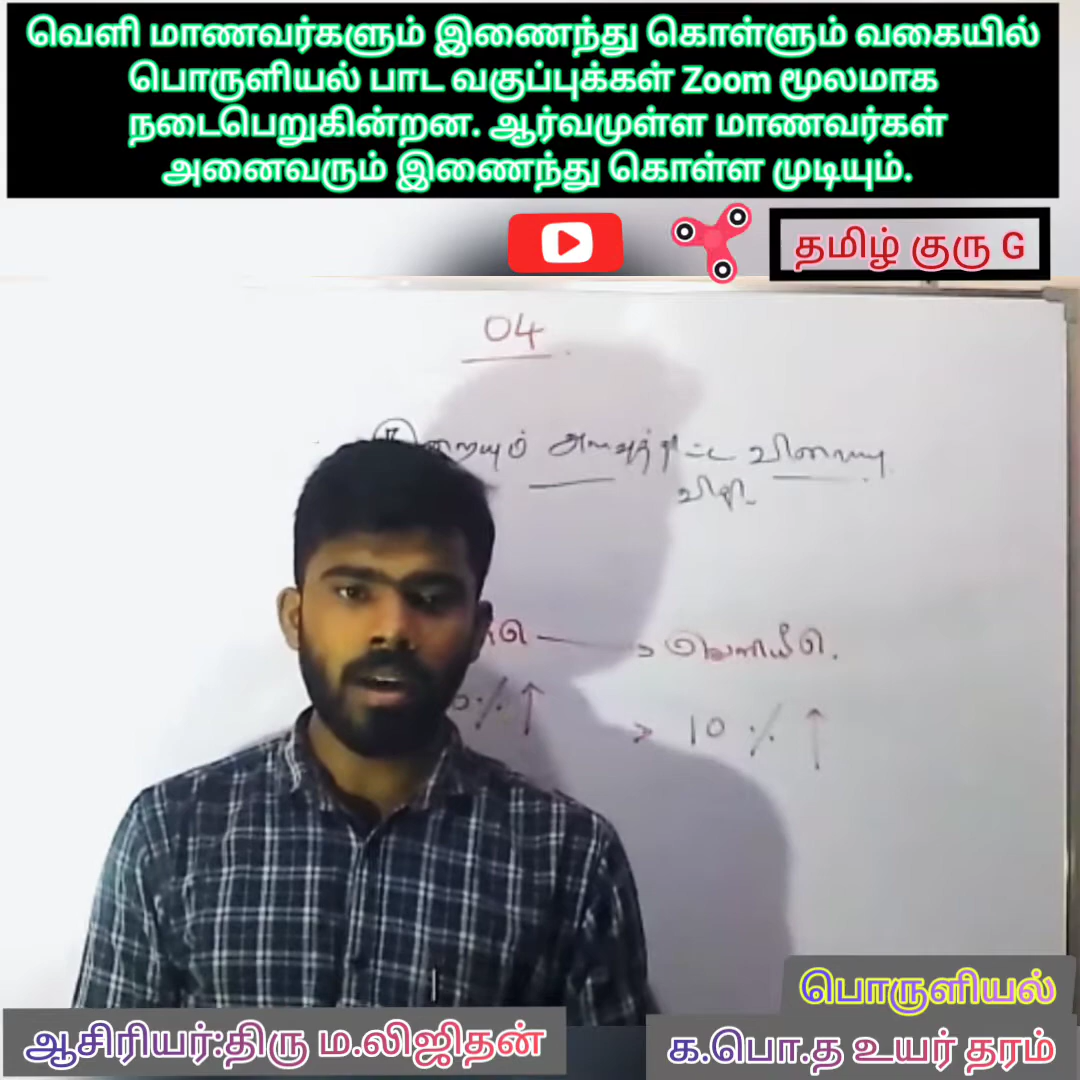 வெளி மாணவர்களும் இணைந்து கொள்ளும் வகையில்
பொருளியல் பாட வகுப்புக்கள் Zoom மூலமாக
நடைபெறுகின்றன. ஆர்வமுள்ள மாணவர்கள்
அனைவரும் இணைந்து கொள்ள முடியும்.
தமிழ் குரு G
04
அளவுத்திட்ட விளைவு
விதி
வெளியீடு.
> 10 % ↑
பொருளியல்
ஆசிரியர்:திரு ம.லிஜிதன்
க.பொ.த உயர் தரம்